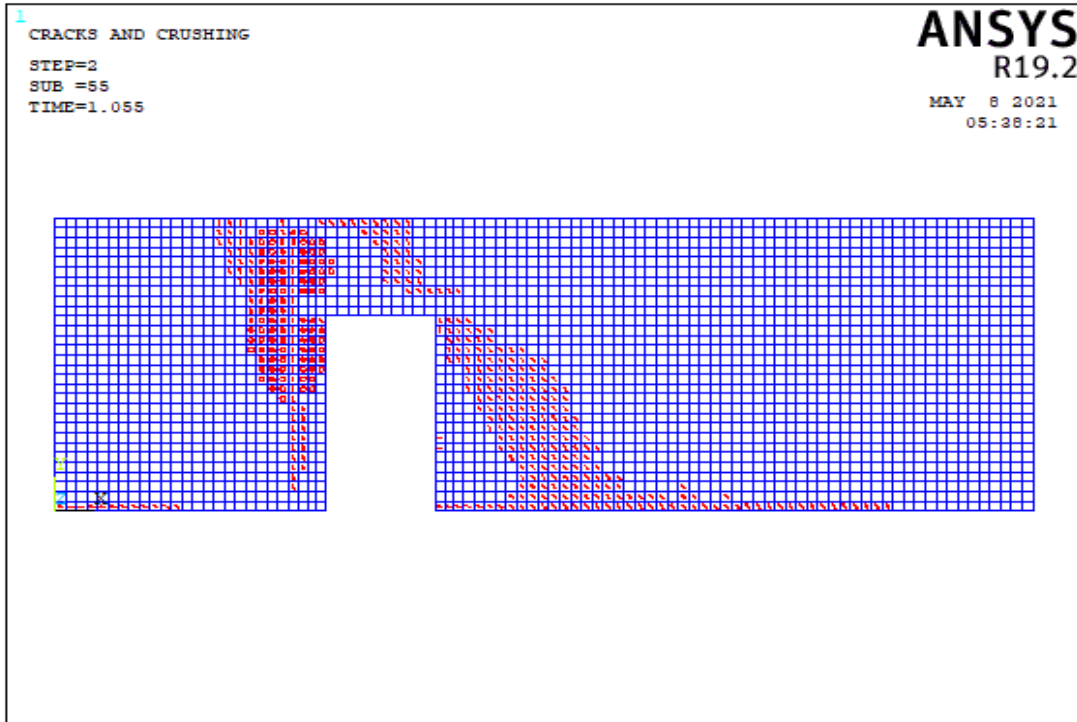 1
CRACKS AND CRUSHING
STEP=2
SUB =55
TIME=1.055
ANSYS
R19.2
MAY 8 2021
05:38:21
Y
Z X